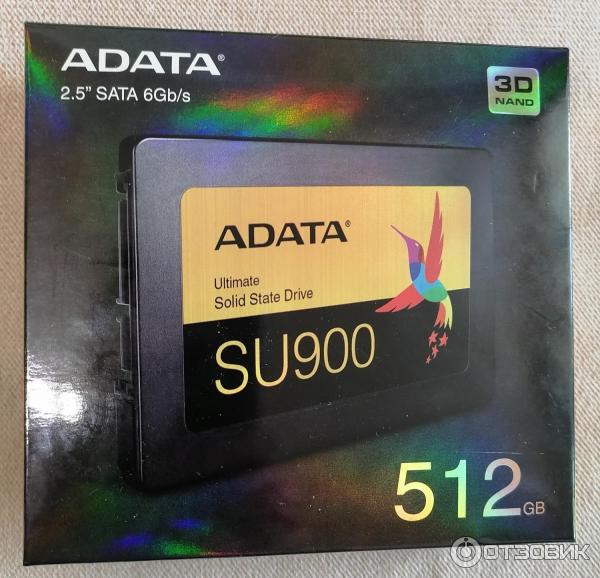 ADATA®
2.5" SATA 6Gb/s
3D
NAND
ADATA®
Ultimate
Solid State Drive
SU900
512GB
ОТЗОВИК